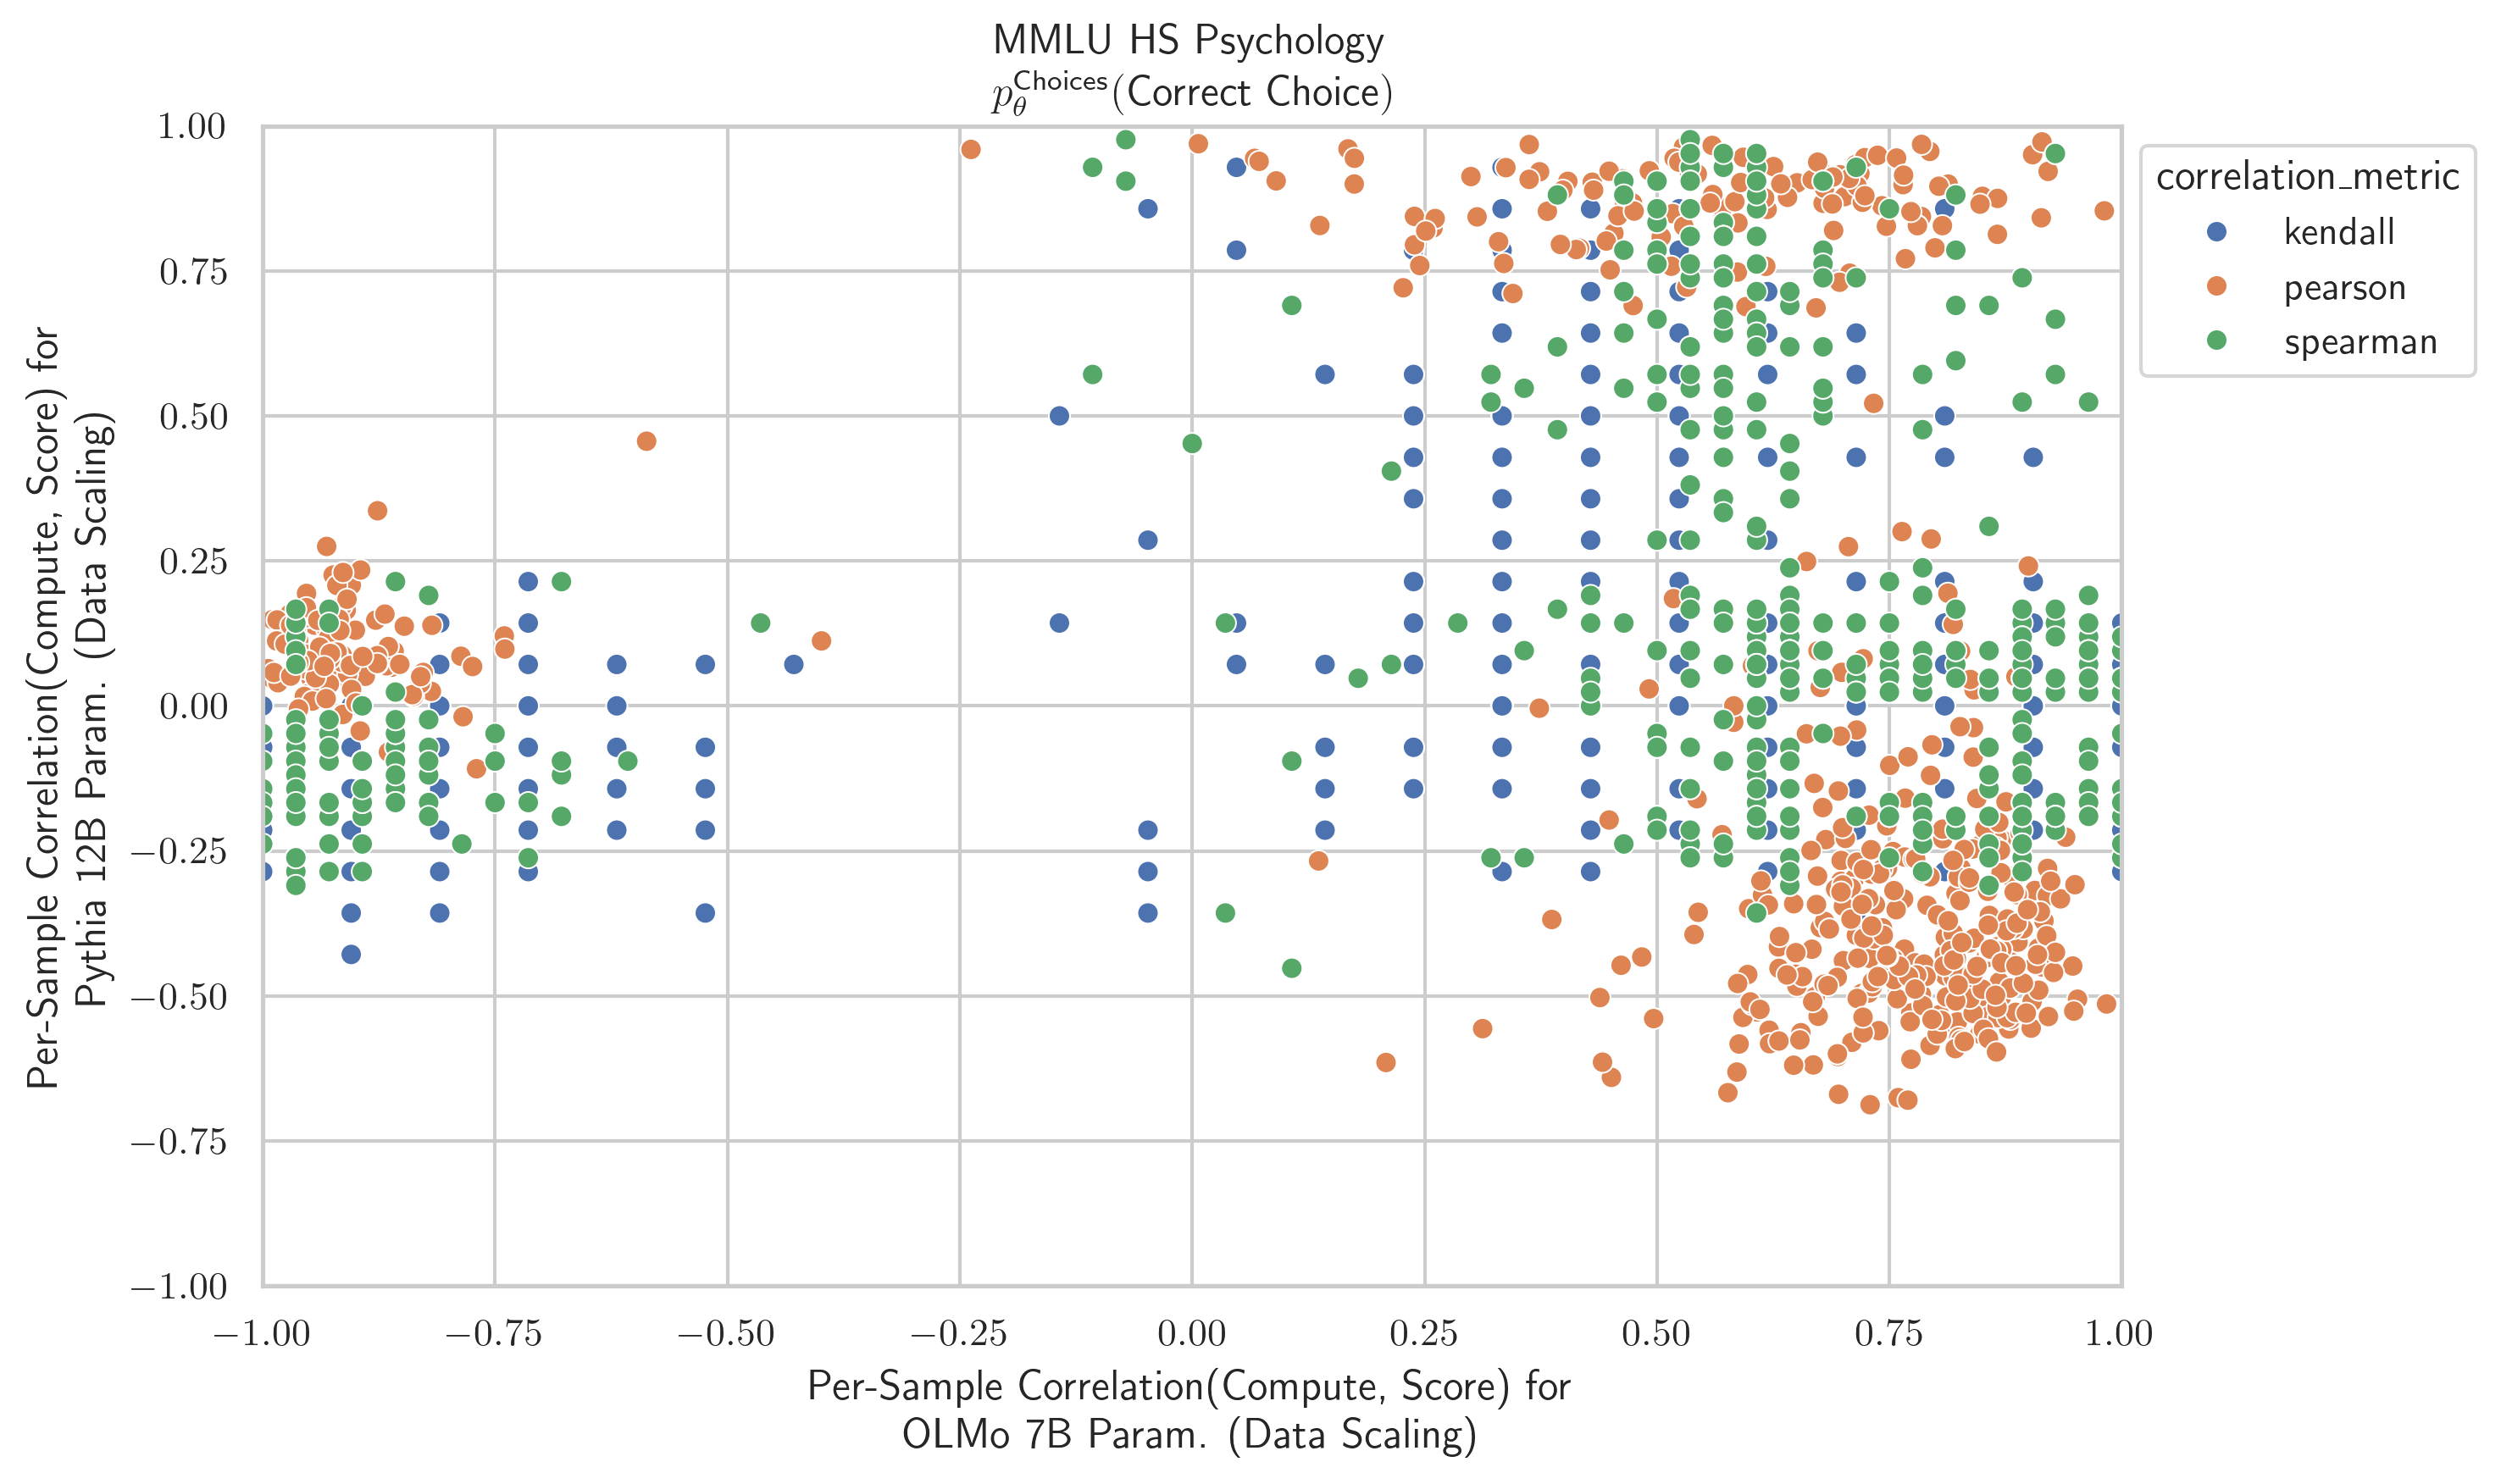 MMLU HS Psychology
p_θ^Choices(Correct Choice)
1.00
0.75
0.50
0.25
0.00
−0.25
−0.50
−0.75
−1.00
Per-Sample Correlation(Compute, Score) for
Pythia 12B Param. (Data Scaling)
correlation_metric
kendall
pearson
spearman
−1.00 −0.75 −0.50 −0.25 0.00 0.25 0.50 0.75 1.00
Per-Sample Correlation(Compute, Score) for
OLMo 7B Param. (Data Scaling)